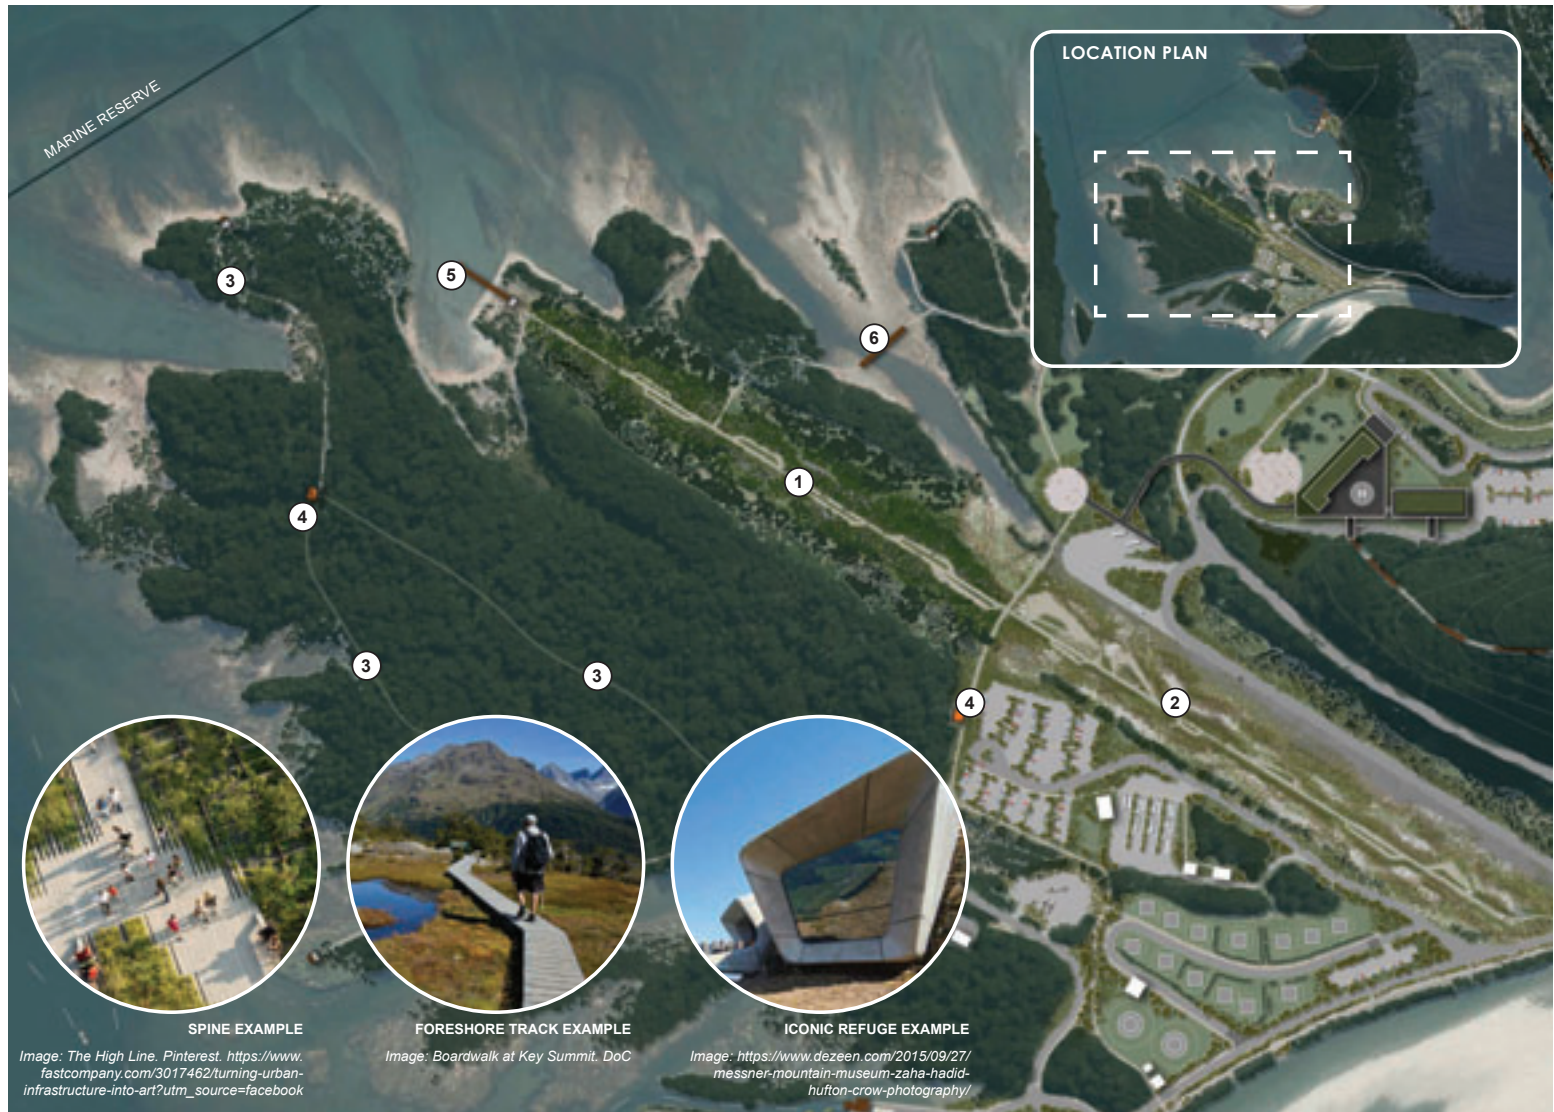 MARINE RESERVE
LOCATION PLAN
3
5
6
1
4
3
3
4
2
H
SPINE EXAMPLE
Image: The High Line. Pinterest. https://www.
fastcompany.com/3017462/turning-urban-
infrastructure-into-art?utm_source=facebook
FORESHORE TRACK EXAMPLE
Image: Boardwalk at Key Summit. DoC
ICONIC REFUGE EXAMPLE
Image: https://www.dezeen.com/2015/09/27/
messner-mountain-museum-zaha-hadid-
hufton-crow-photography/